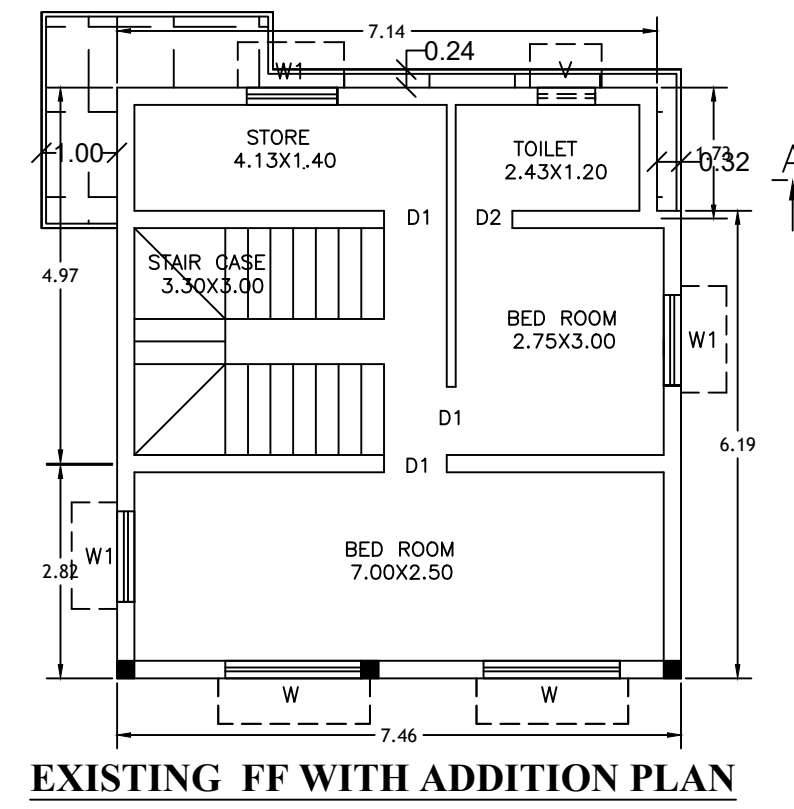 7.14
0.24
W1
V
STORE
4.13X1.40
TOILET
2.43X1.20
1.00
1.73
0.32
A
D1
D2
STAIR CASE
3.30X3.00
4.97
BED ROOM
2.75X3.00
W1
D1
6.19
D1
BED ROOM
7.00X2.50
W1
2.82
W
W
7.46
EXISTING FF WITH ADDITION PLAN